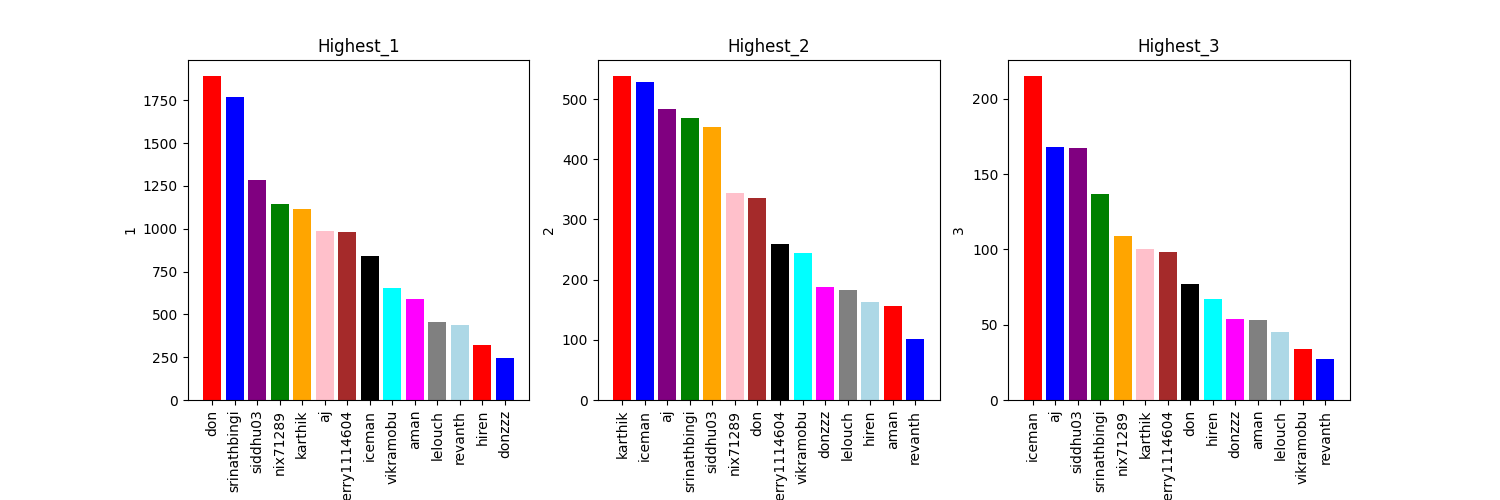 Highest_1
1
1750
1500
1250
1000
750
500
250
0
don
srinathbingi
siddhu03
nix71289
karthik
aj
erry1114604
iceman
vikramobu
aman
lelouch
revanth
hiren
donzzz
Highest_2
2
500
400
300
200
100
0
karthik
iceman
aj
srinathbingi
siddhu03
nix71289
don
erry1114604
vikramobu
donzzz
lelouch
hiren
aman
revanth
Highest_3
3
200
150
100
50
0
iceman
aj
siddhu03
srinathbingi
nix71289
karthik
erry1114604
don
hiren
donzzz
aman
lelouch
vikramobu
revanth